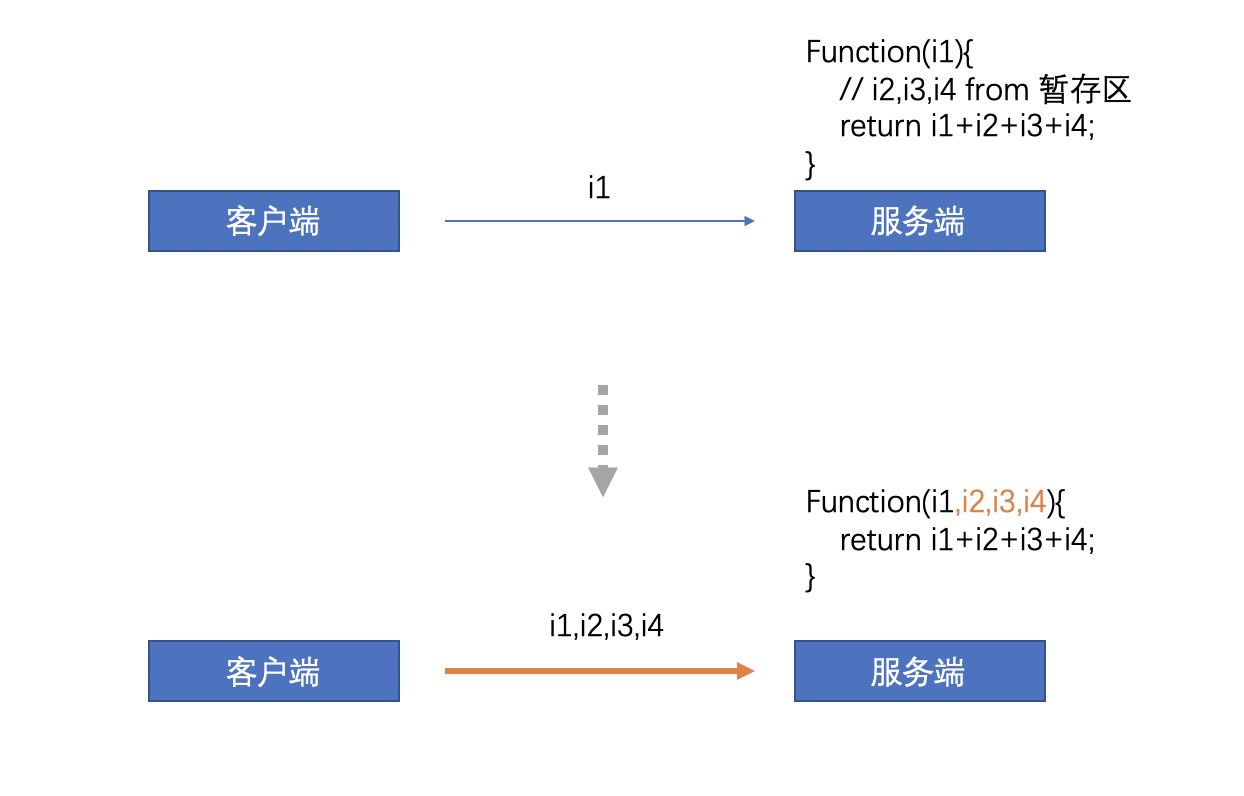 Function(i1){
// i2,i3,i4 from 暂存区
return i1+i2+i3+i4;
}
i1
客户端
服务端
Function(i1,i2,i3,i4){
return i1+i2+i3+i4;
}
i1,i2,i3,i4
客户端
服务端